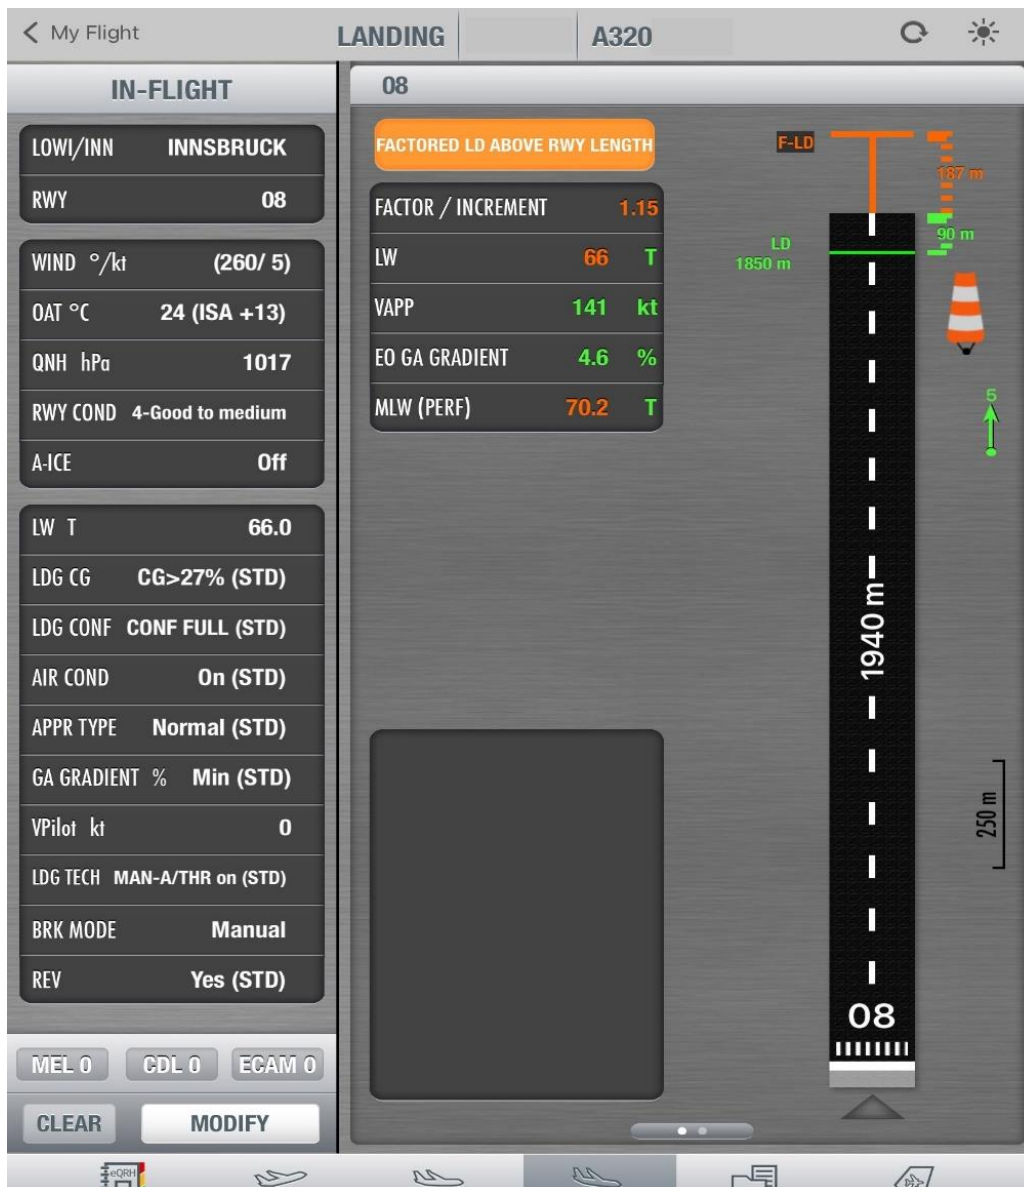 My Flight
LANDING
A320
IN-FLIGHT
LOWI/INN INNSBRUCK
RWY 08
WIND °/kt (260/ 5)
OAT °C 24 (ISA +13)
QNH hPa 1017
RWY COND 4-Good to medium
A-ICE Off
LW T 66.0
LDG CG CG>27% (STD)
LDG CONF CONF FULL (STD)
AIR COND On (STD)
APPR TYPE Normal (STD)
GA GRADIENT % Min (STD)
VPilot kt 0
LDG TECH MAN-A/THR on (STD)
BRK MODE Manual
REV Yes (STD)
MEL 0 CDL 0 ECAM 0
CLEAR MODIFY
08
FACTORED LD ABOVE RWY LENGTH
FACTOR / INCREMENT 1.15
LW 66 T
VAPP 141 kt
EO GA GRADIENT 4.6 %
MLW (PERF) 70.2 T
F-LD
187 m
90 m
LD
1850 m
5
1940 m
250 m
08
eQRH